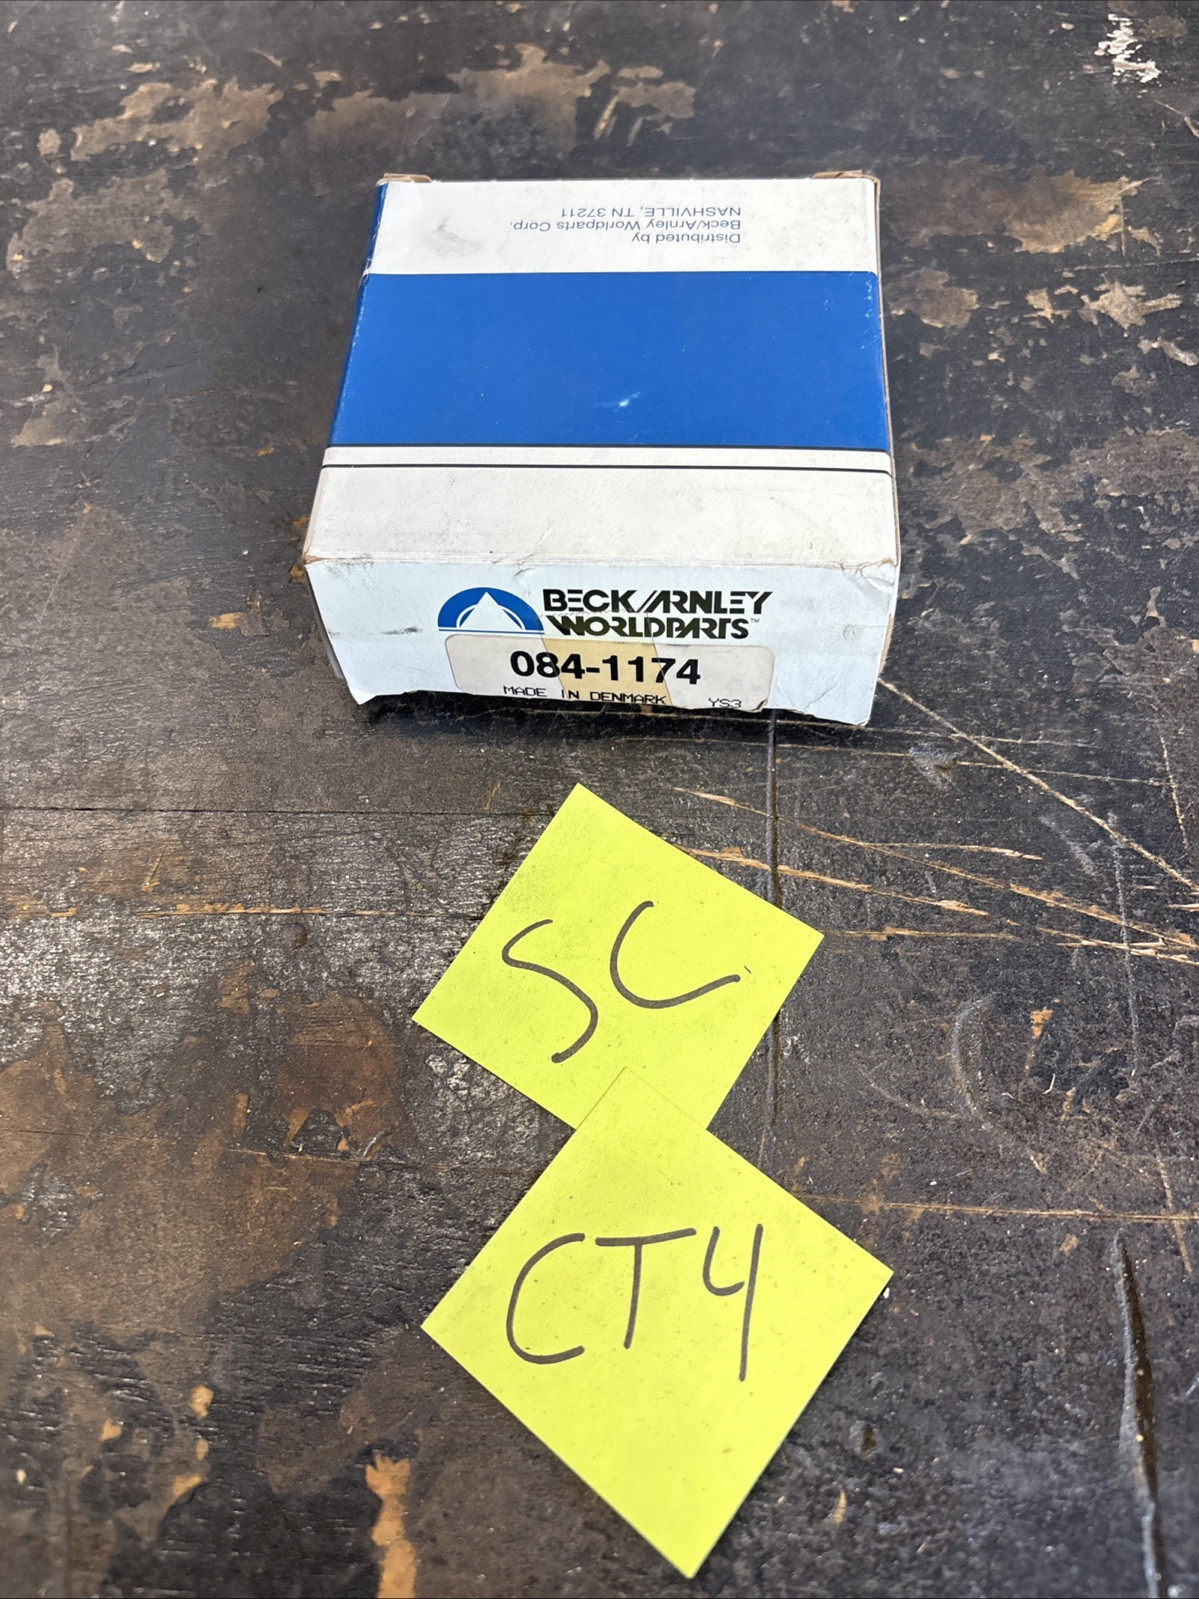 Distributed by
Beck/Arnley Worldparts Corp.
NASHVILLE, TN 37211
BECK/ARNLEY
WORLDPARTS™
084-1174
MADE IN DENMARK YS3
SC
CT4